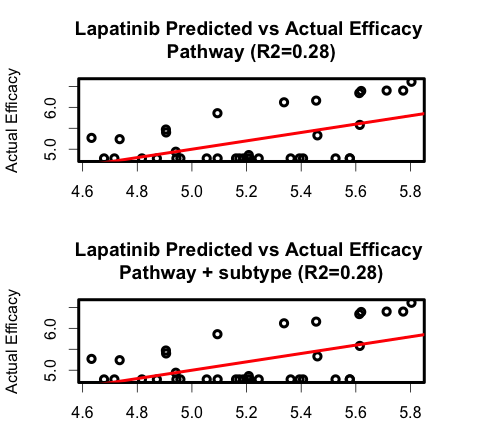 Lapatinib Predicted vs Actual Efficacy
Pathway (R2=0.28)
Actual Efficacy
6.0
5.0
4.6 4.8 5.0 5.2 5.4 5.6 5.8
Lapatinib Predicted vs Actual Efficacy
Pathway + subtype (R2=0.28)
Actual Efficacy
6.0
5.0
4.6 4.8 5.0 5.2 5.4 5.6 5.8